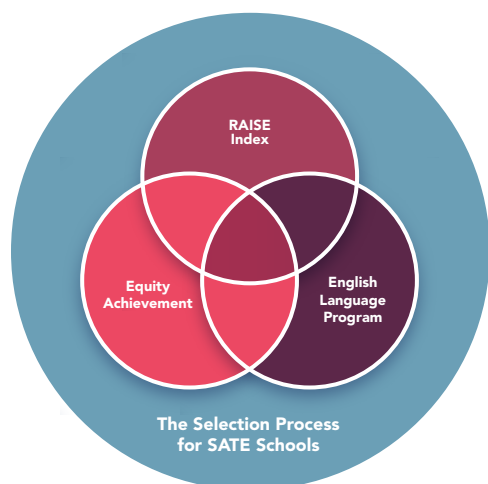 RAISE
Index
Equity
Achievement
English
Language
Program
The Selection Process
for SATE Schools